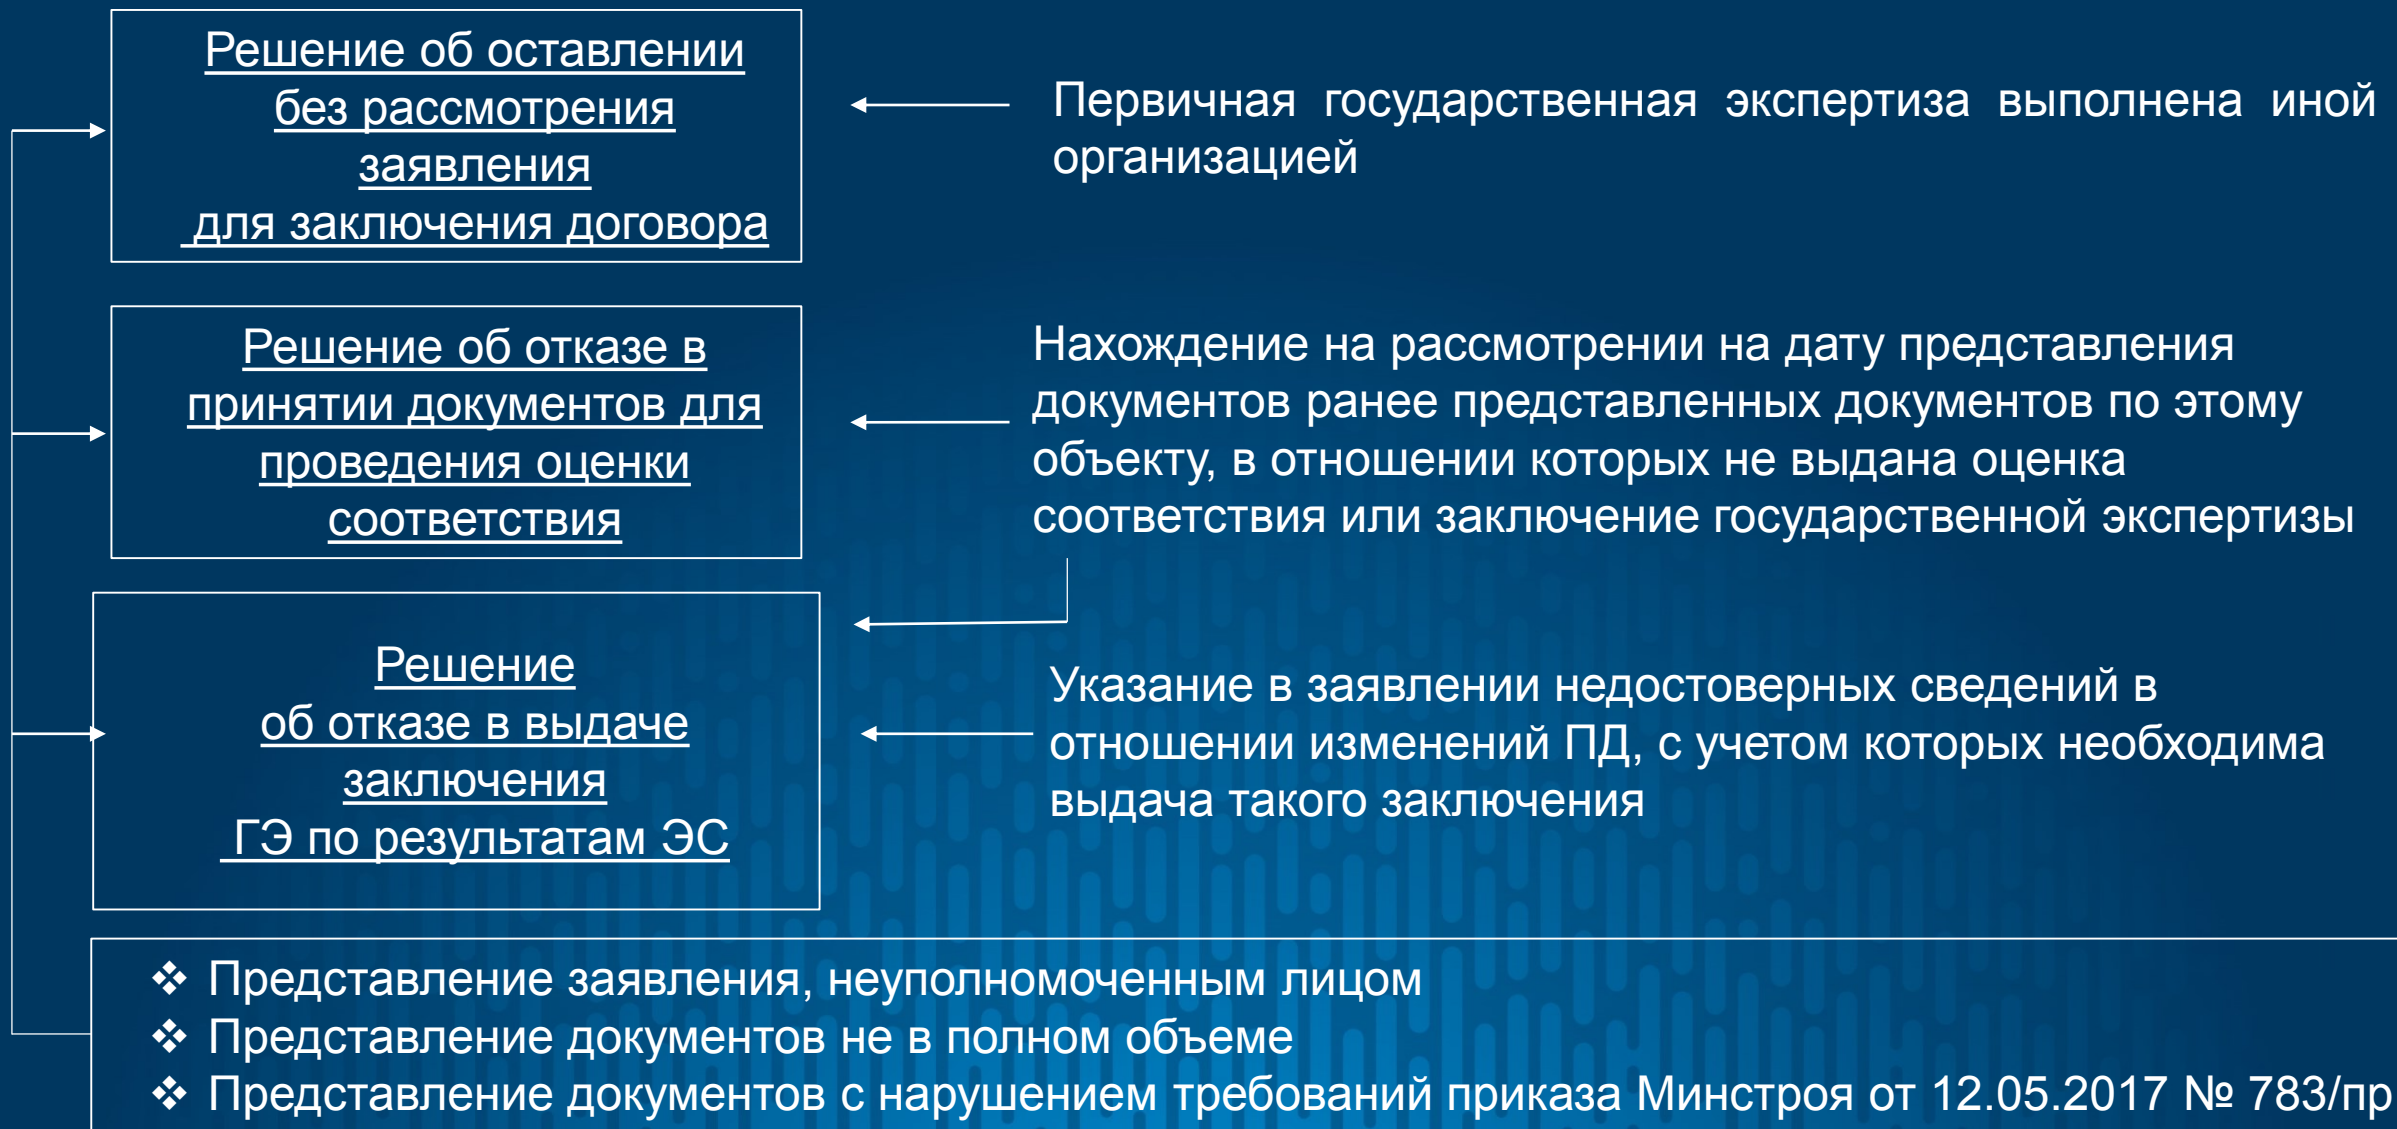 Решение об оставлении
без рассмотрения
заявления
для заключения договора
Первичная государственная экспертиза выполнена иной
организацией
Решение об отказе в
принятии документов для
проведения оценки
соответствия
Нахождение на рассмотрении на дату представления
документов ранее представленных документов по этому
объекту, в отношении которых не выдана оценка
соответствия или заключение государственной экспертизы
Решение
об отказе в выдаче
заключения
ГЭ по результатам ЭС
Указание в заявлении недостоверных сведений в
отношении изменений ПД, с учетом которых необходима
выдача такого заключения
❖ Представление заявления, неуполномоченным лицом
❖ Представление документов не в полном объеме
❖ Представление документов с нарушением требований приказа Минстроя от 12.05.2017 № 783/пр